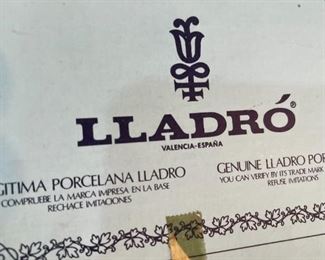 LLADRÓ®
VALENCIA-ESPAÑA
GITIMA PORCELANA LLADRO
COMPRUEBE LA MARCA IMPRESA EN LA BASE
RECHACE IMITACIONES
GENUINE LLADRO POR
YOU CAN VERIFY BY ITS TRADE MARK
REFUSE IMITATIONS